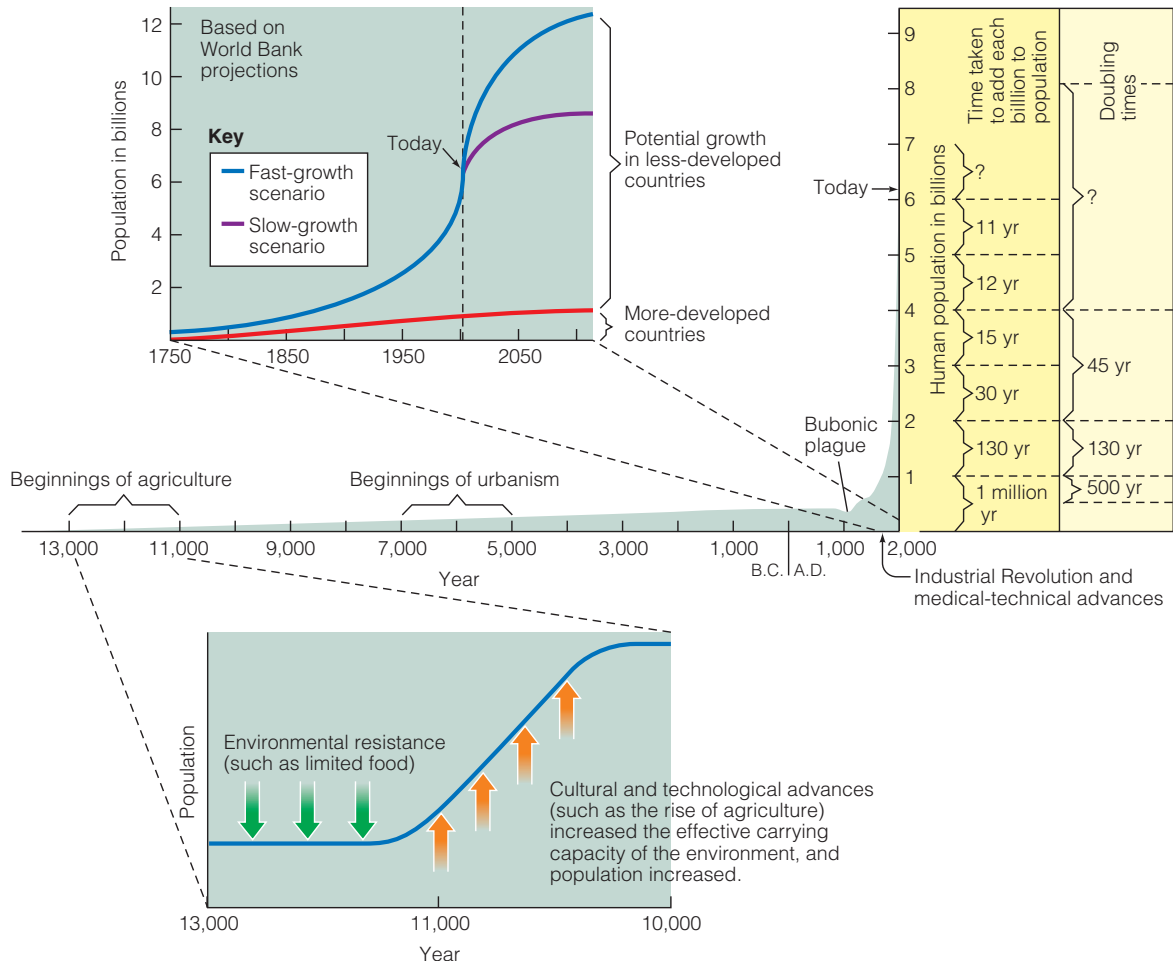 Based on
World Bank
projections
Population in billions
12
10
8
6
4
2
Key
Fast-growth
scenario
Slow-growth
scenario
Today
1750
1850
1950
2050
Potential growth
in less-developed
countries
More-developed
countries
Today
Human population in billions
9
8
7
6
5
4
3
2
1
Time taken
to add each
billion to
population
?
11 yr
12 yr
15 yr
30 yr
130 yr
1 million
yr
Doubling
times
?
45 yr
130 yr
500 yr
Bubonic
plague
Beginnings of agriculture
Beginnings of urbanism
13,000
11,000
9,000
7,000
5,000
3,000
1,000
1,000
2,000
Year
B.C.
A.D.
Industrial Revolution and
medical-technical advances
Population
Environmental resistance
(such as limited food)
Cultural and technological advances
(such as the rise of agriculture)
increased the effective carrying
capacity of the environment, and
population increased.
13,000
11,000
10,000
Year